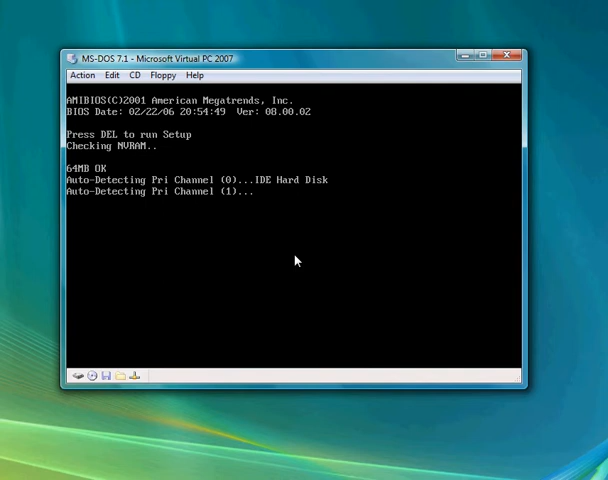 MS-DOS 7.1 - Microsoft Virtual PC 2007
Action Edit CD Floppy Help
AMIBIOS(C)2001 American Megatrends, Inc.
BIOS Date: 02/22/06 20:54:49 Ver: 08.00.02
Press DEL to run Setup
Checking NVRAM..
64MB OK
Auto-Detecting Pri Channel (0)...IDE Hard Disk
Auto-Detecting Pri Channel (1)...